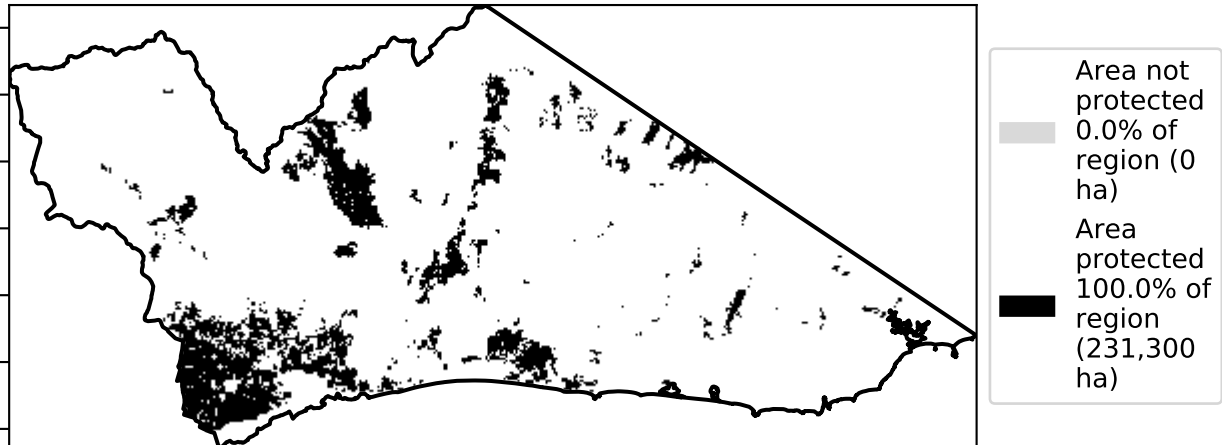 Area not
protected
0.0% of
region (0
ha)
Area
protected
100.0% of
region
(231,300
ha)